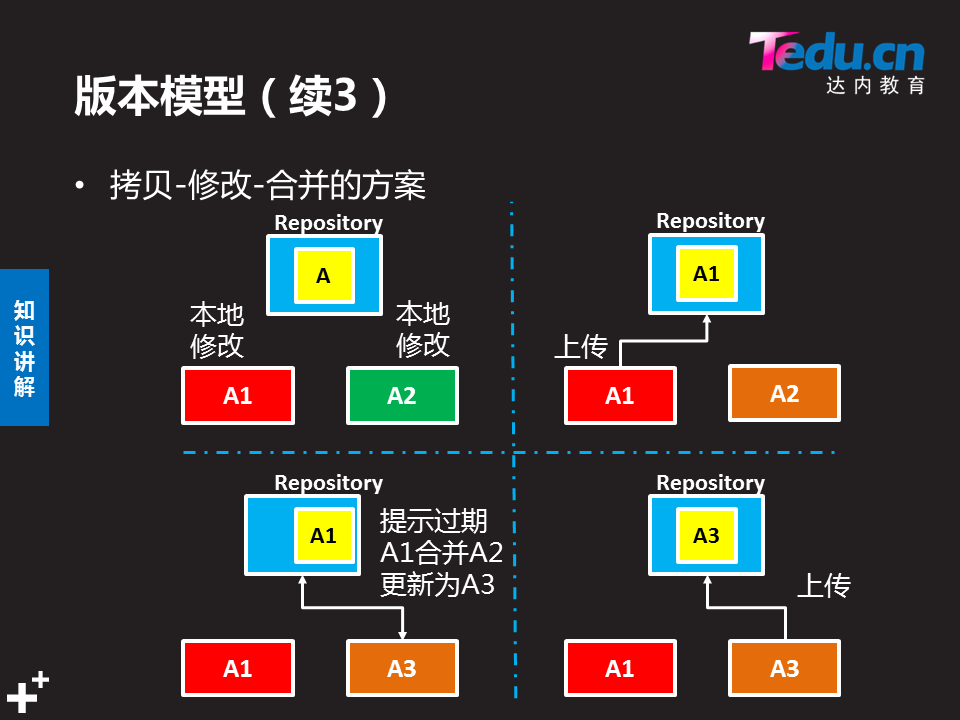 Tedu.cn
达内教育
版本模型（续3）
• 拷贝-修改-合并的方案
知识讲解
Repository
A
本地
修改
本地
修改
A1
A2
Repository
A1
上传
A1
A2
Repository
A1
提示过期
A1合并A2
更新为A3
A1
A3
Repository
A3
上传
A1
A3